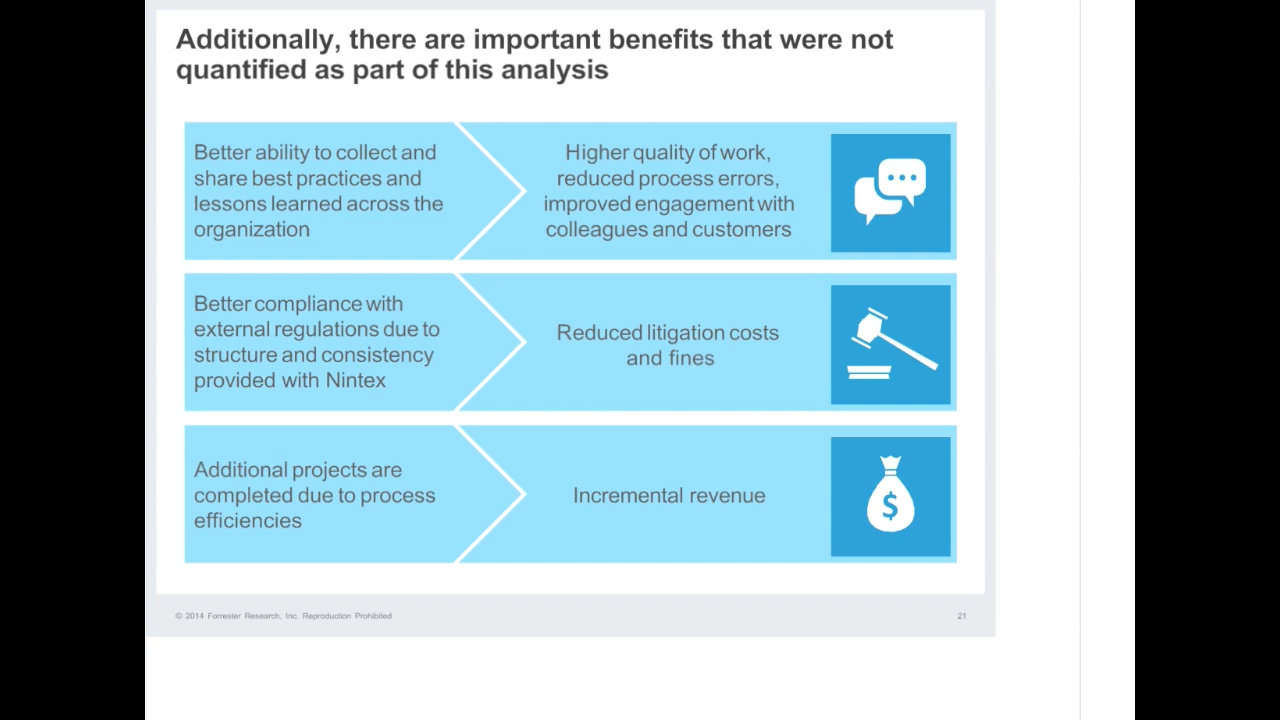 Additionally, there are important benefits that were not
quantified as part of this analysis
Better ability to collect and
share best practices and
lessons learned across the
organization
Higher quality of work,
reduced process errors,
improved engagement with
colleagues and customers
Better compliance with
external regulations due to
structure and consistency
provided with Nintex
Reduced litigation costs
and fines
Additional projects are
completed due to process
efficiencies
Incremental revenue
$
© 2014 Forrester Research, Inc. Reproduction Prohibited
21